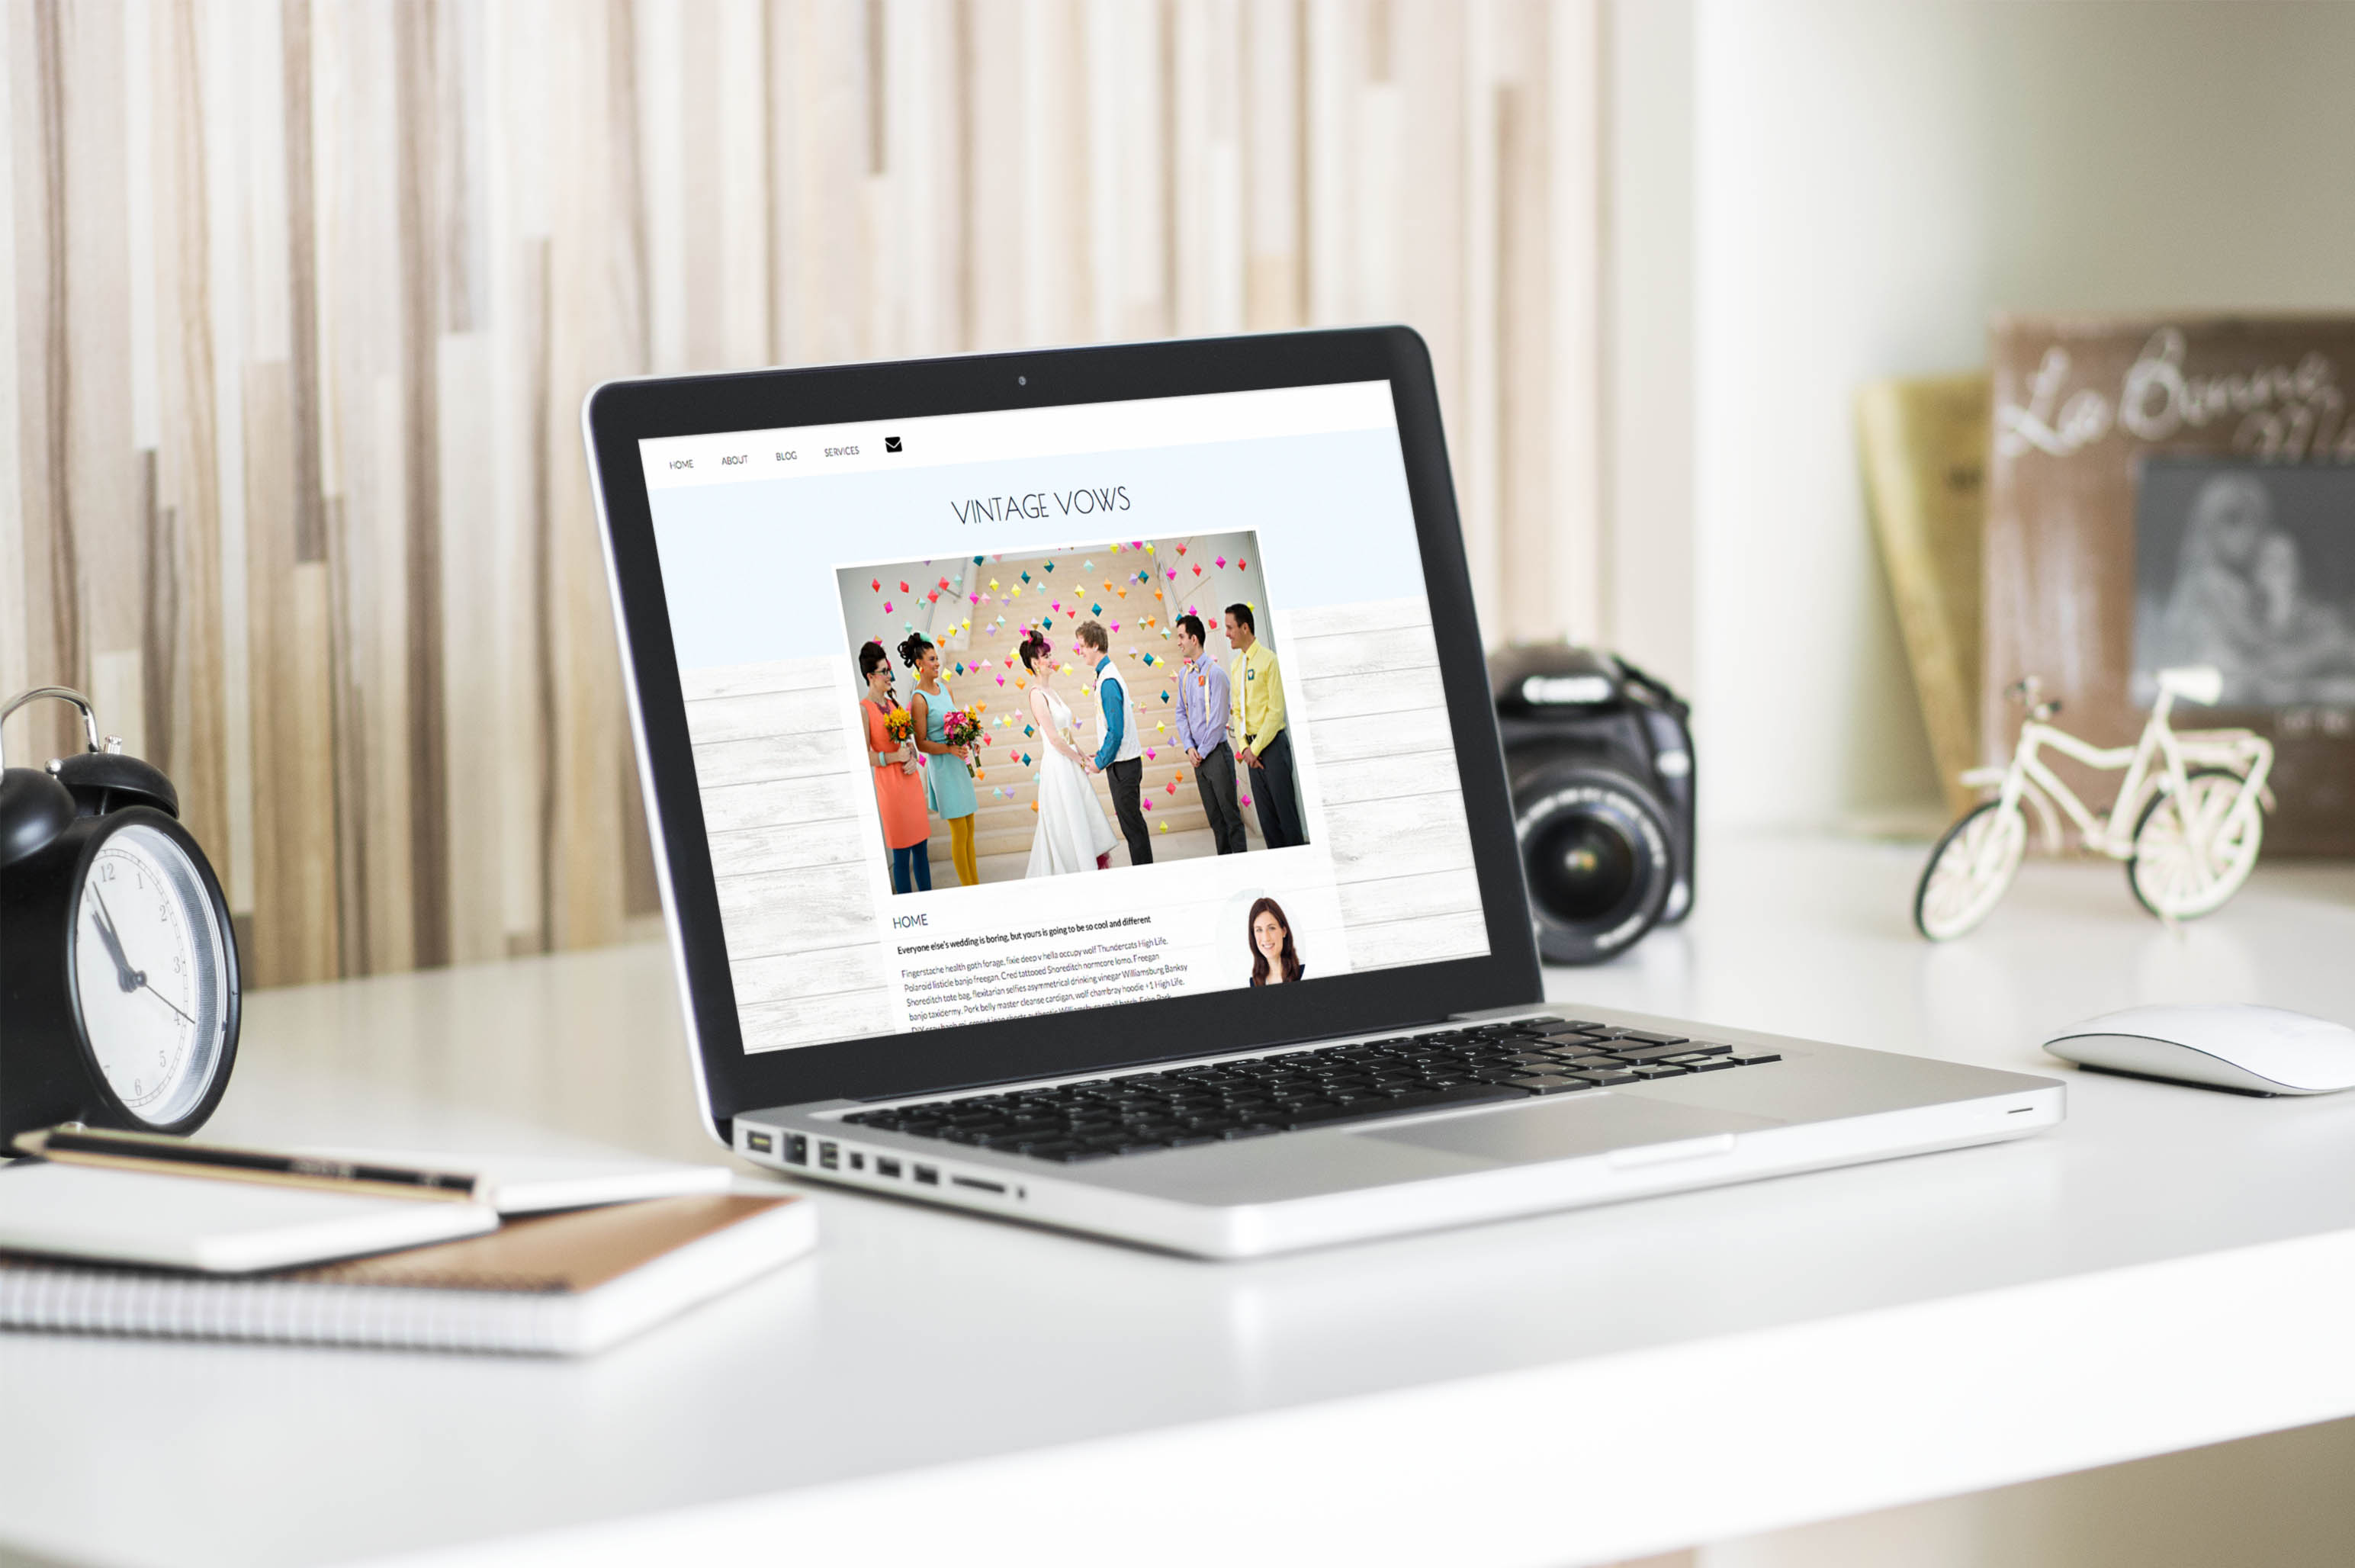 HOME ABOUT BLOG SERVICES
VINTAGE VOWS
HOME
Everyone else's wedding is boring, but yours is going to be so cool and different
Fingerstache health goth forage, fixie deep v hella occupy wolf Thundercats High Life.
Polaroid listicle banjo freegan. Cred tattooed Shoreditch normcore lomo. Freegan
Shoreditch tote bag, flexitarian selfies asymmetrical drinking vinegar Williamsburg Banksy
banjo taxidermy. Pork belly master cleanse cardigan, wolf chambray hoodie +1 High Life.
12
1
2
3
4
5
6
7
Canon
La Bonne